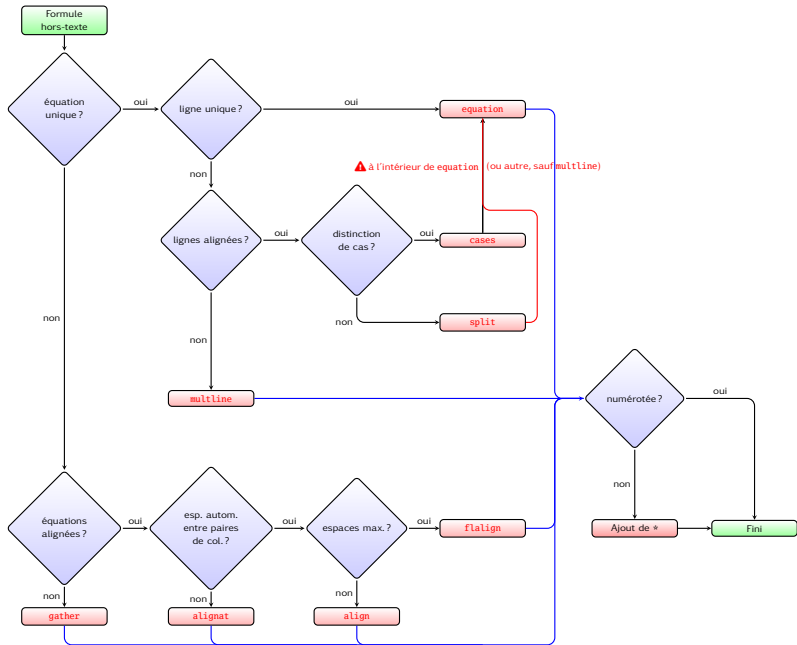 Formule
hors-texte
équation
unique ?
oui
ligne unique ?
oui
equation
à l'intérieur de equation (ou autre, sauf multline)
non
lignes alignées ?
oui
distinction
de cas ?
oui
cases
non
non
split
non
multline
numérotée ?
oui
non
équations
alignées ?
oui
esp. autom.
entre paires
de col. ?
oui
espaces max. ?
oui
flalign
Ajout de *
Fini
non
non
non
gather
alignat
align